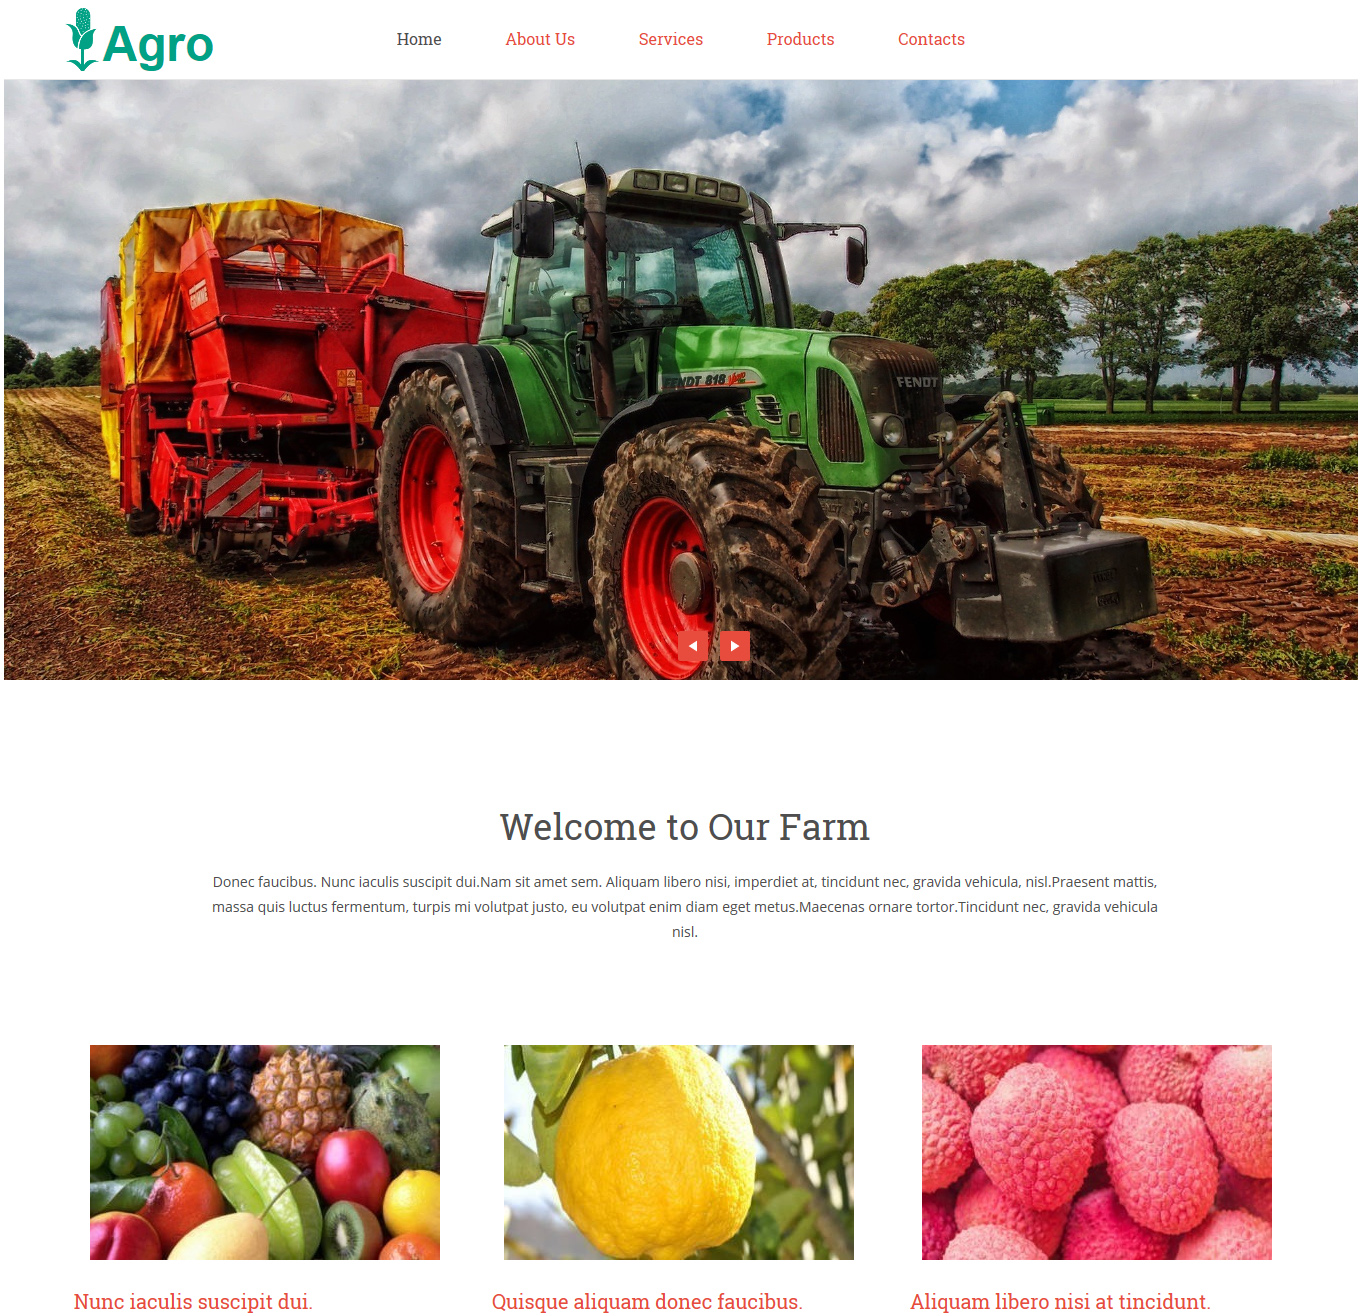 Agro
Home About Us Services Products Contacts
GRIMME
FENDT 818 Vario
FENDT
Welcome to Our Farm
Donec faucibus. Nunc iaculis suscipit dui.Nam sit amet sem. Aliquam libero nisi, imperdiet at, tincidunt nec, gravida vehicula, nisl.Praesent mattis,
massa quis luctus fermentum, turpis mi volutpat justo, eu volutpat enim diam eget metus.Maecenas ornare tortor.Tincidunt nec, gravida vehicula
nisl.
Nunc iaculis suscipit dui.
Quisque aliquam donec faucibus.
Aliquam libero nisi at tincidunt.